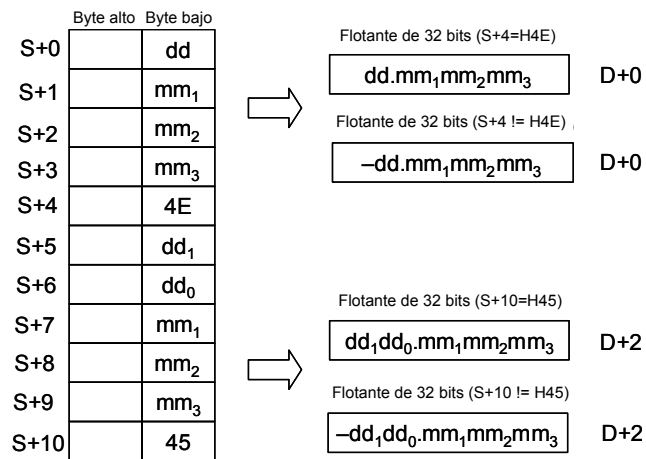 Byte alto Byte bajo
S+0 dd
S+1 mm₁
S+2 mm₂
S+3 mm₃
S+4 4E
S+5 dd₁
S+6 dd₀
S+7 mm₁
S+8 mm₂
S+9 mm₃
S+10 45
Flotante de 32 bits (S+4=H4E)
dd.mm₁mm₂mm₃ D+0
Flotante de 32 bits (S+4 != H4E)
–dd.mm₁mm₂mm₃ D+0
Flotante de 32 bits (S+10=H45)
dd₁dd₀.mm₁mm₂mm₃ D+2
Flotante de 32 bits (S+10 != H45)
–dd₁dd₀.mm₁mm₂mm₃ D+2